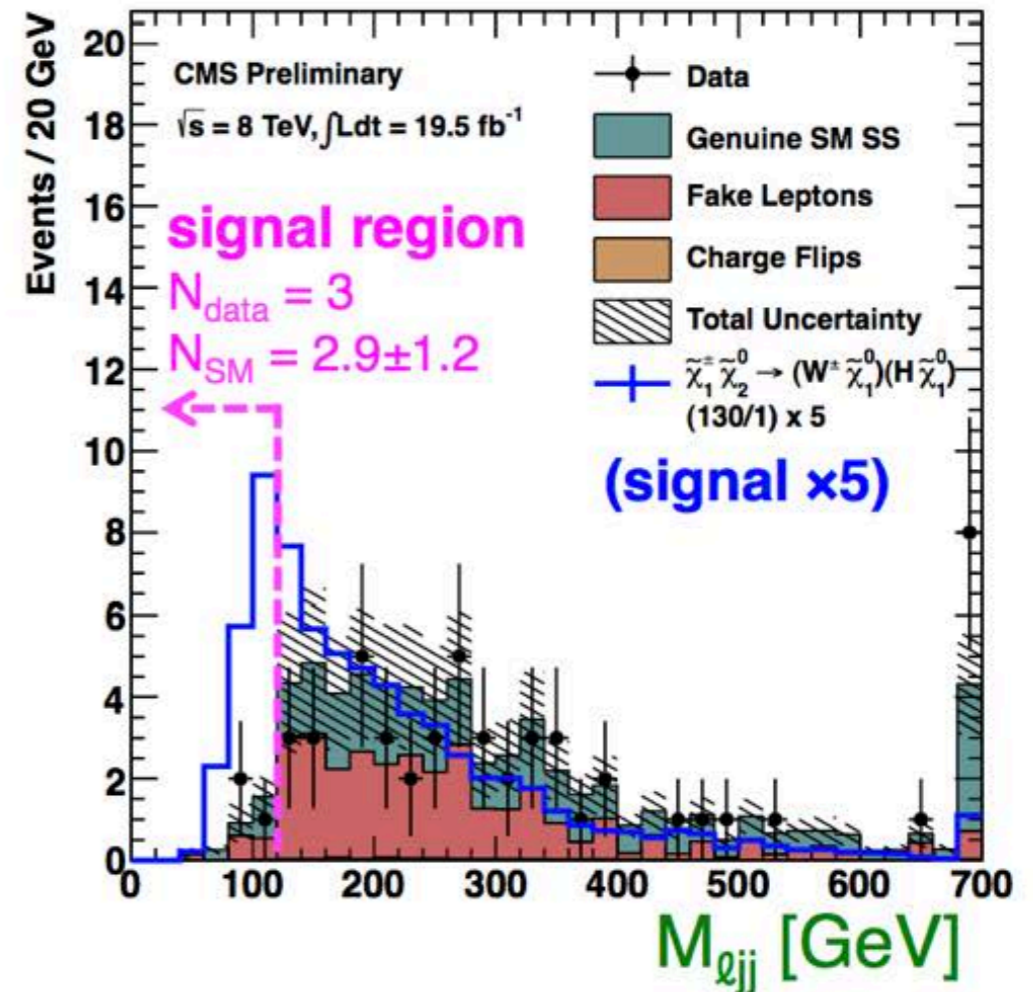 Events / 20 GeV
20
18
16
14
12
10
8
6
4
2
0
CMS Preliminary
√s = 8 TeV, ∫Ldt = 19.5 fb⁻¹
signal region
N_data = 3
N_SM = 2.9±1.2
Data
Genuine SM SS
Fake Leptons
Charge Flips
Total Uncertainty
χ̃₁± χ̃₂⁰ → (W± χ̃₁⁰)(H χ̃₁⁰)
(130/1) x 5
(signal ×5)
0 100 200 300 400 500 600 700
M_ℓjj [GeV]